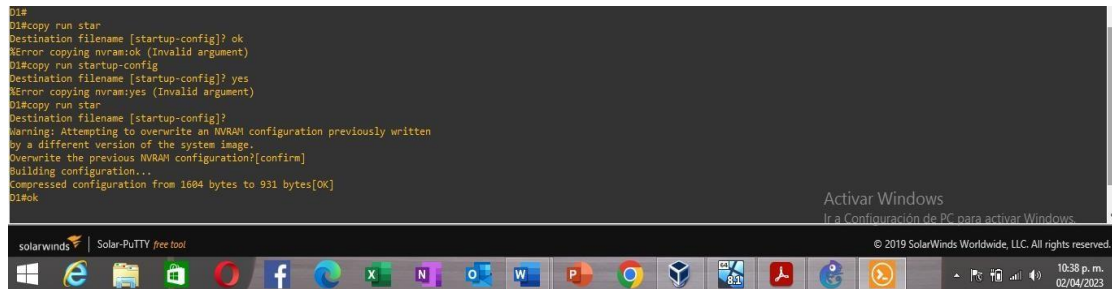 D1#
D1#copy run star
Destination filename [startup-config]? ok
%Error copying nvram:ok (Invalid argument)
D1#copy run startup-config
Destination filename [startup-config]? yes
%Error copying nvram:yes (Invalid argument)
D1#copy run star
Destination filename [startup-config]?
Warning: Attempting to overwrite an NVRAM configuration previously written
by a different version of the system image.
Overwrite the previous NVRAM configuration?[confirm]
Building configuration...
Compressed configuration from 1604 bytes to 931 bytes[OK]
D1#ok
Activar Windows
Ir a Configuración de PC para activar Windows.
solarwinds | Solar-PuTTY free tool
© 2019 SolarWinds Worldwide, LLC. All rights reserved.
64
8.1
10:38 p. m.
02/04/2023